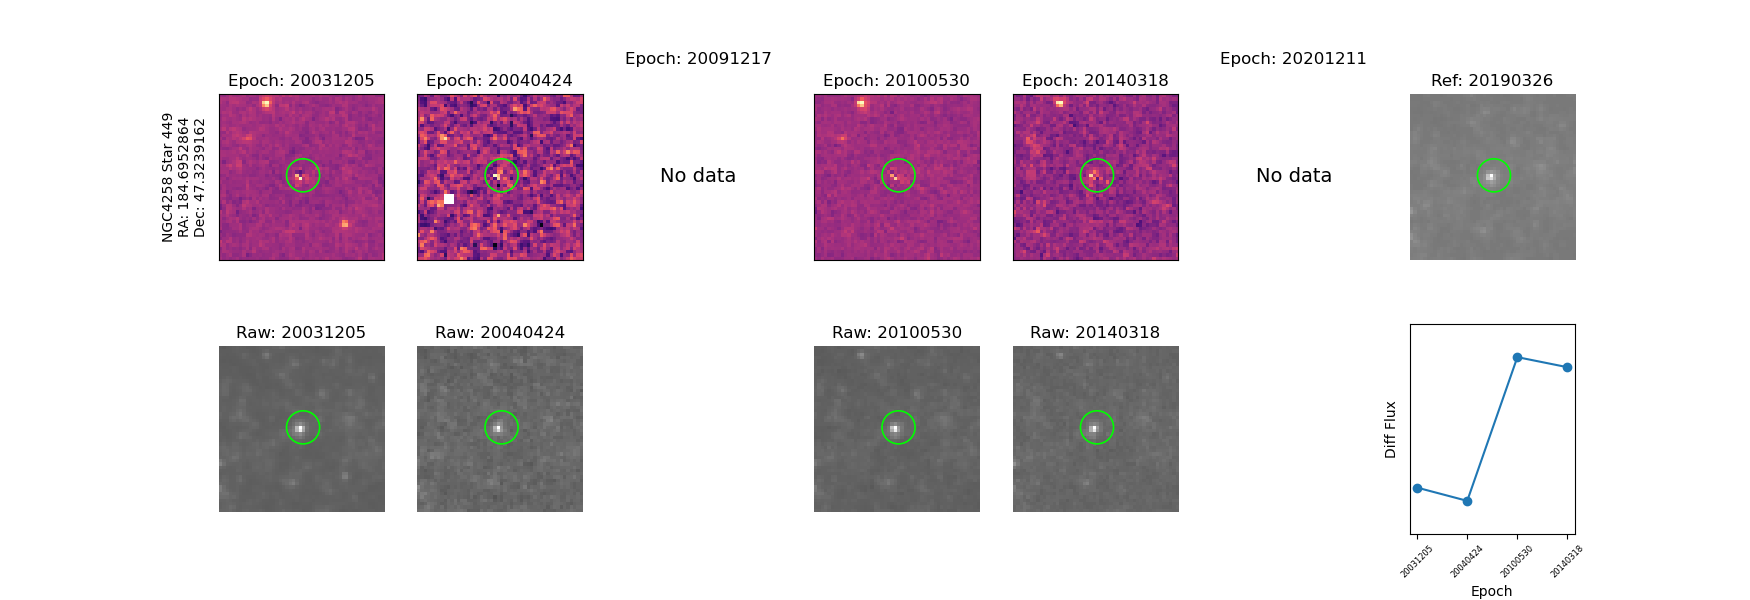 Epoch: 20091217
Epoch: 20201211
Epoch: 20031205
Epoch: 20040424
Epoch: 20100530
Epoch: 20140318
Ref: 20190326
NGC4258 Star 449
RA: 184.6952864
Dec: 47.3239162
No data
No data
Raw: 20031205
Raw: 20040424
Raw: 20100530
Raw: 20140318
Diff Flux
20031205
20040424
20100530
20140318
Epoch